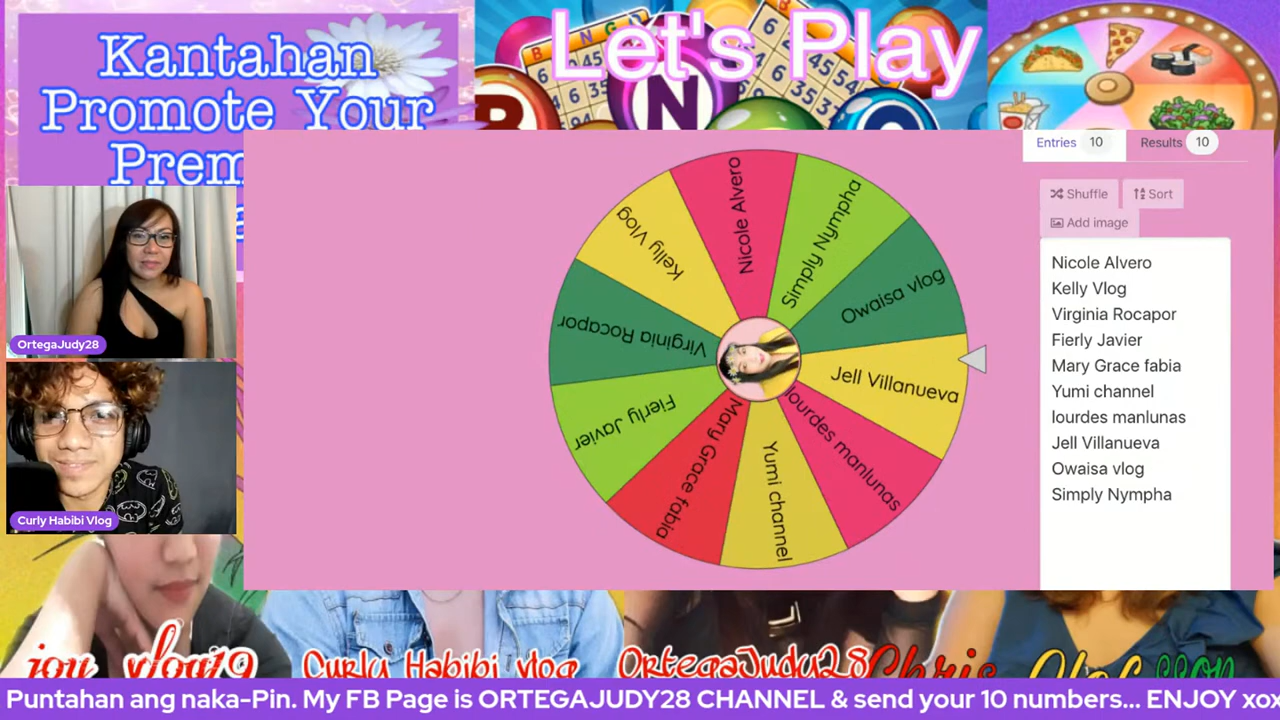 Kantahan
Promote Your
Prem
Let's Play
B N G
N
Entries 10
Results 10
Shuffle
Sort
Add image
Nicole Alvero
Kelly Vlog
Virginia Rocapor
Fierly Javier
Mary Grace fabia
Yumi channel
lourdes manlunas
Jell Villanueva
Owaisa vlog
Simply Nympha
Nicole Alvero
Simply Nympha
Owaisa vlog
Jell Villanueva
lourdes manlunas
Yumi channel
Mary Grace fabia
Fierly Javier
Virginia Rocapor
Kelly Vlog
OrtegaJudy28
Curly Habibi Vlog
joy vlog19
Curly Habibi vlog
OrtegaJudy28
Chris
Puntahan ang naka-Pin. My FB Page is ORTEGAJUDY28 CHANNEL & send your 10 numbers... ENJOY xox